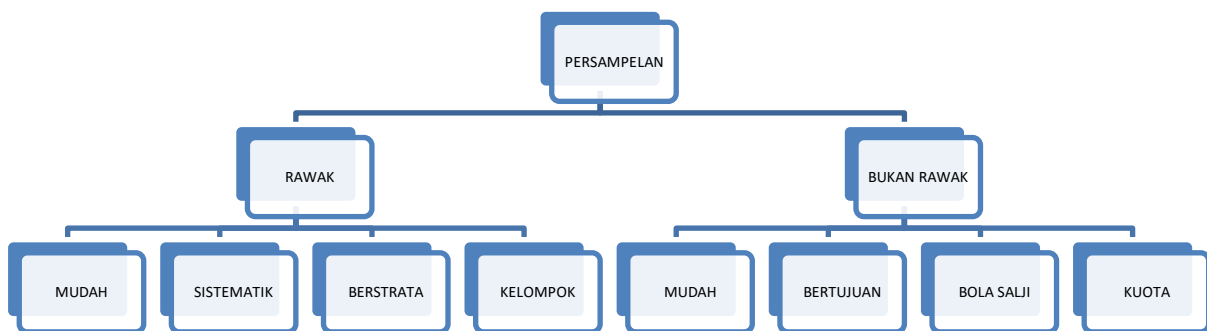 PERSAMPELAN
RAWAK
BUKAN RAWAK
MUDAH
SISTEMATIK
BERSTRATA
KELOMPOK
MUDAH
BERTUJUAN
BOLA SALJI
KUOTA